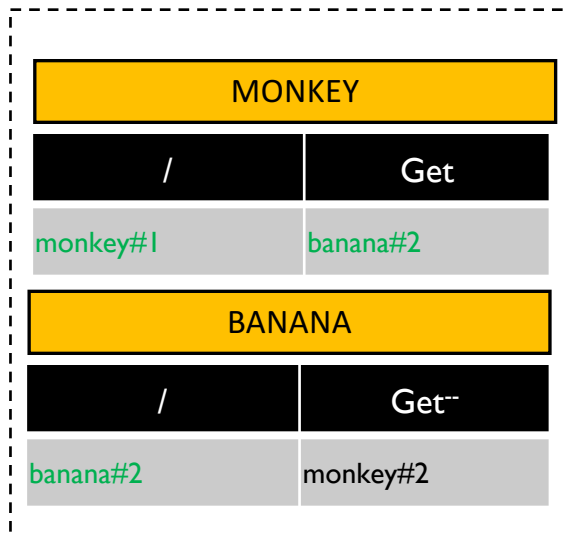 MONKEY
/ Get
monkey#1 banana#2
BANANA
/ Get--
banana#2 monkey#2